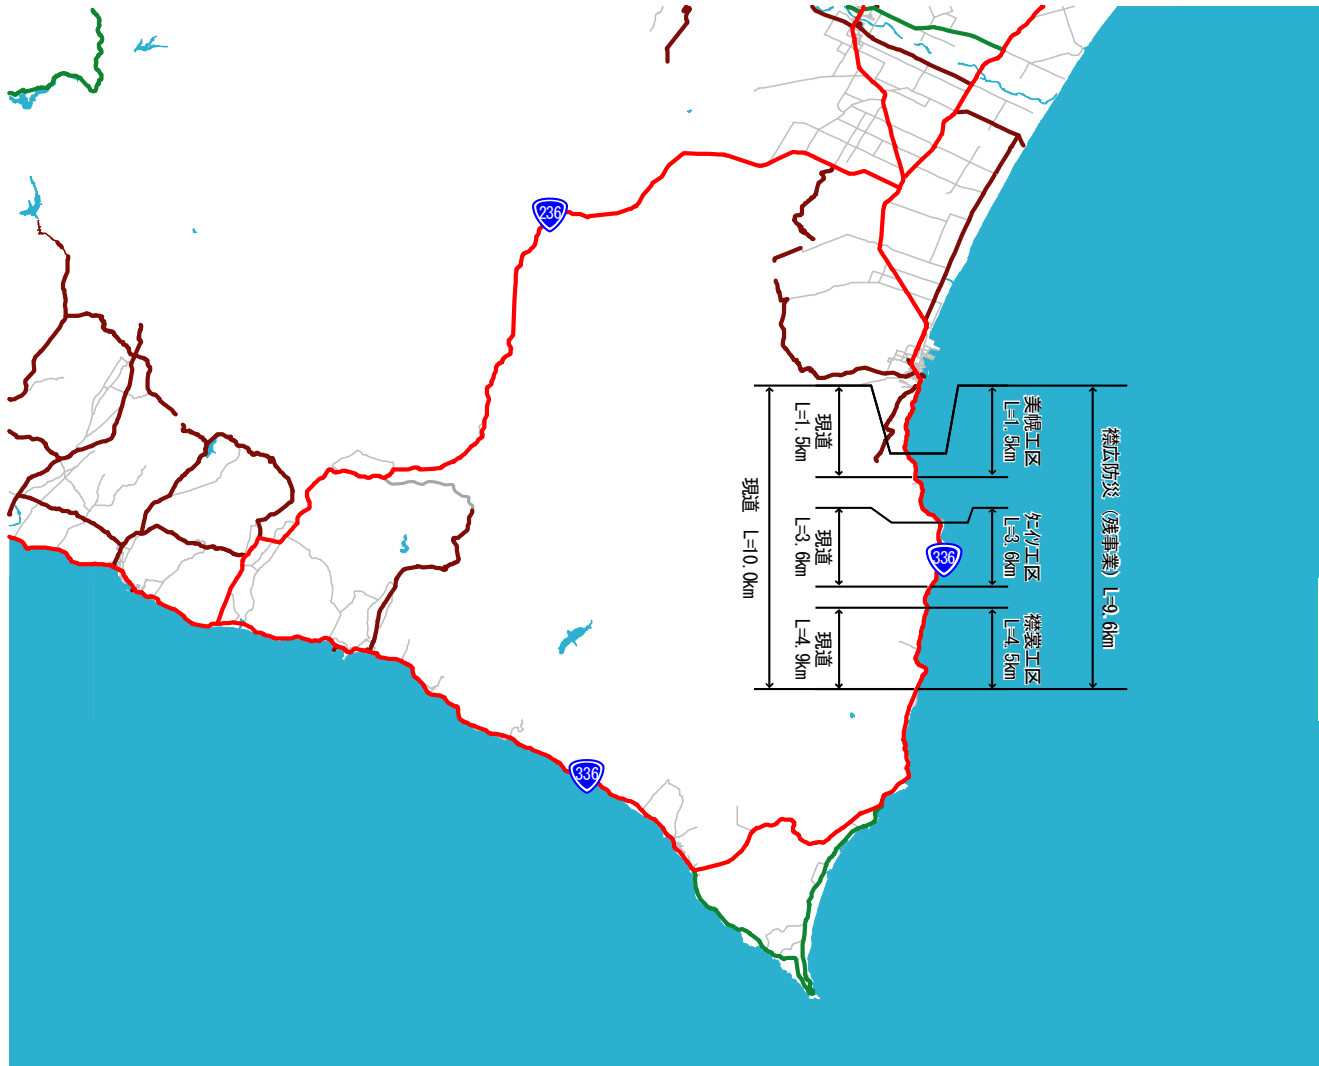 236
襟広防災 (残事業) L=9.6km
美幌工区
L=1.5km
ﾀﾆｲｿ工区
L=3.6km
襟裳工区
L=4.5km
336
現道
L=1.5km
現道
L=3.6km
現道
L=4.9km
現道 L=10.0km
336